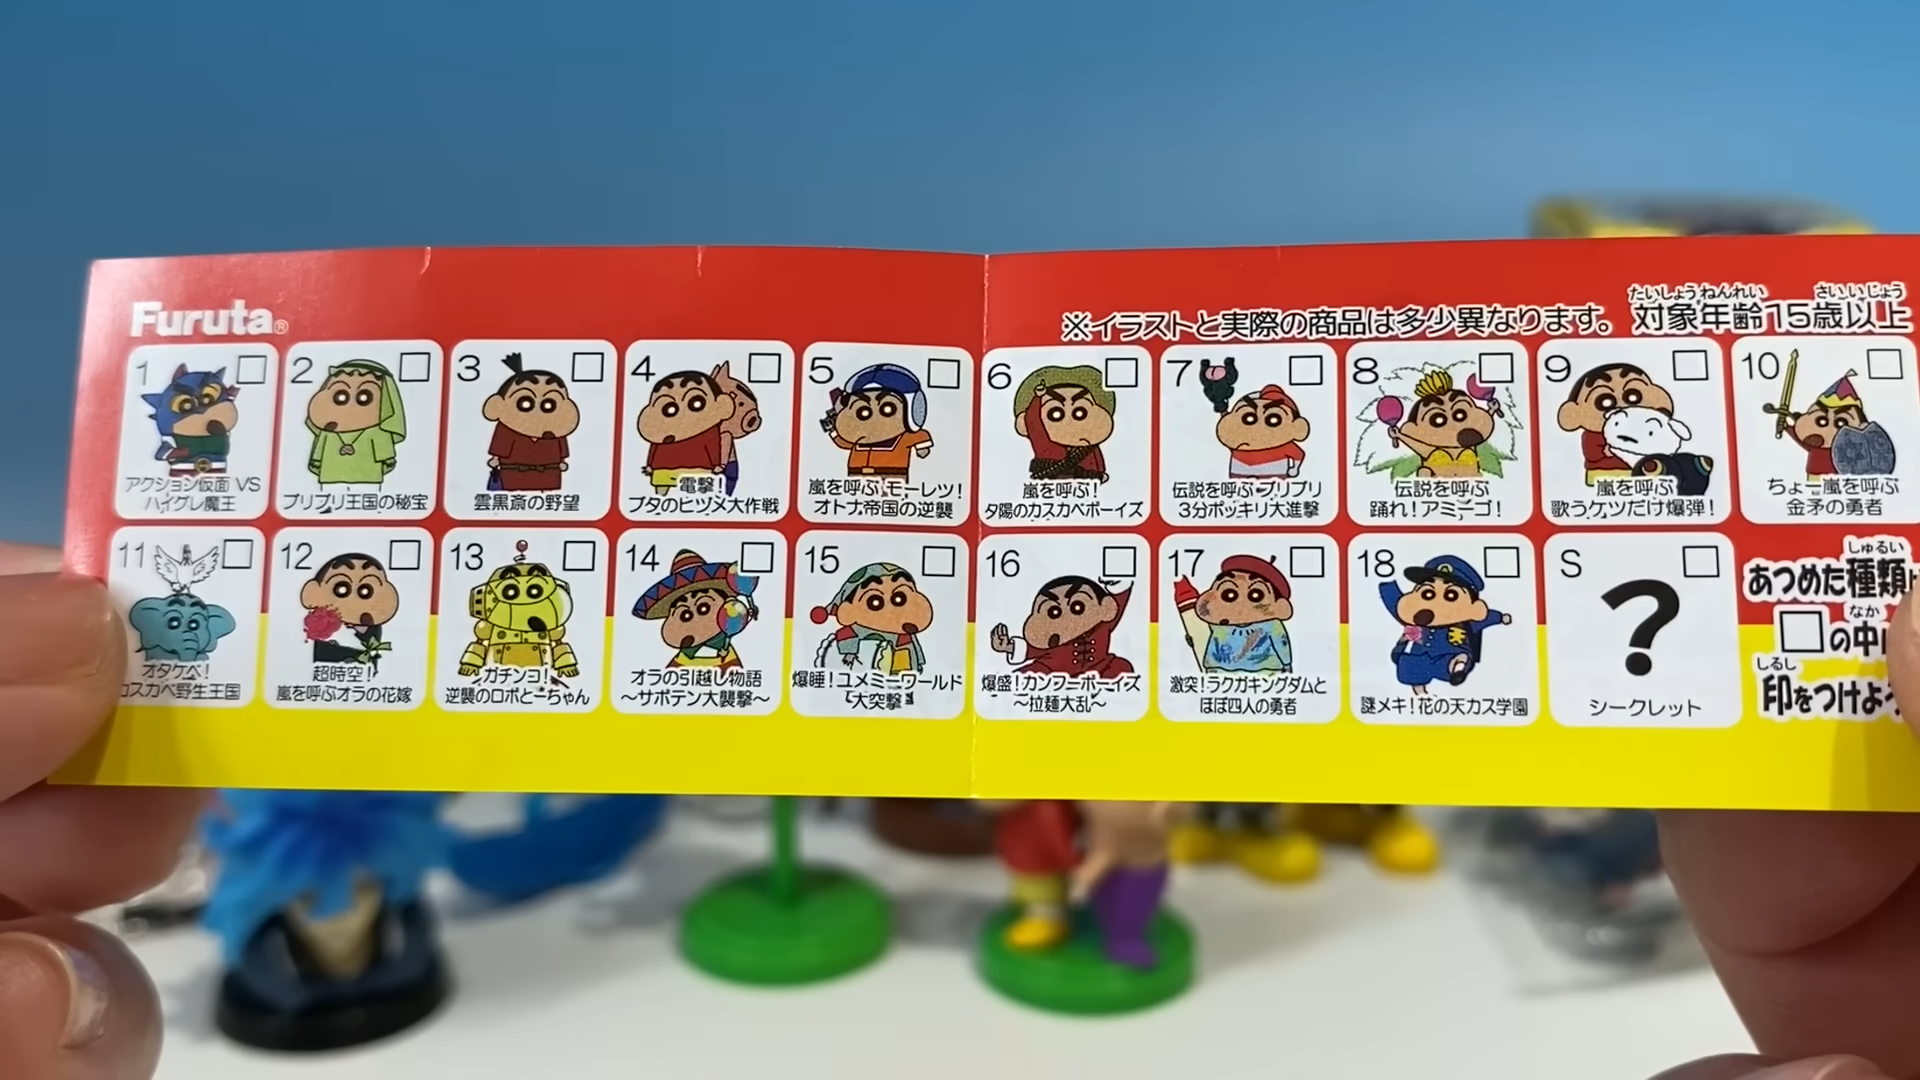 Furuta®
※イラストと実際の商品は多少異なります。
たいしょうねんれい さいいじょう
対象年齢15歳以上
1
アクション仮面 VS
ハイグレ魔王
2
ブリブリ王国の秘宝
3
雲黒斎の野望
4
電撃!
ブタのヒヅメ大作戦
5
嵐を呼ぶ モーレツ!
オトナ帝国の逆襲
6
嵐を呼ぶ!
夕陽のカスカベボーイズ
7
伝説を呼ぶ ブリブリ
3分ポッキリ大進撃
8
伝説を呼ぶ
踊れ!アミーゴ!
9
嵐を呼ぶ
歌うケツだけ爆弾!
10
ちょー嵐を呼ぶ
金矛の勇者
11
オタケベ!
カスカベ野生王国
12
超時空!
嵐を呼ぶオラの花嫁
13
ガチンコ!
逆襲のロボとーちゃん
14
オラの引越し物語
～サボテン大襲撃～
15
爆睡!ユメミーワールド
大突撃
16
爆盛!カンフーボーイズ
～拉麺大乱～
17
激突!ラクガキングダムと
ほぼ四人の勇者
18
謎メキ!花の天カス学園
S
?
シークレット
しゅるい
あつめた種類
なか
□の中
しるし
印をつけよ